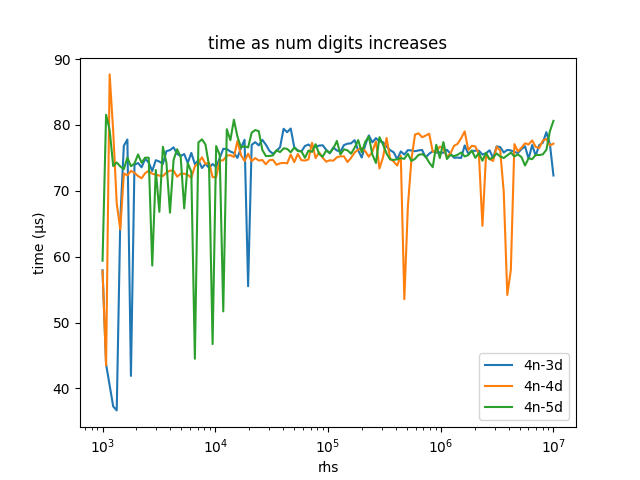 time as num digits increases
90
80
70
60
50
40
time (µs)
10³
10⁴
10⁵
10⁶
10⁷
rhs
4n-3d
4n-4d
4n-5d